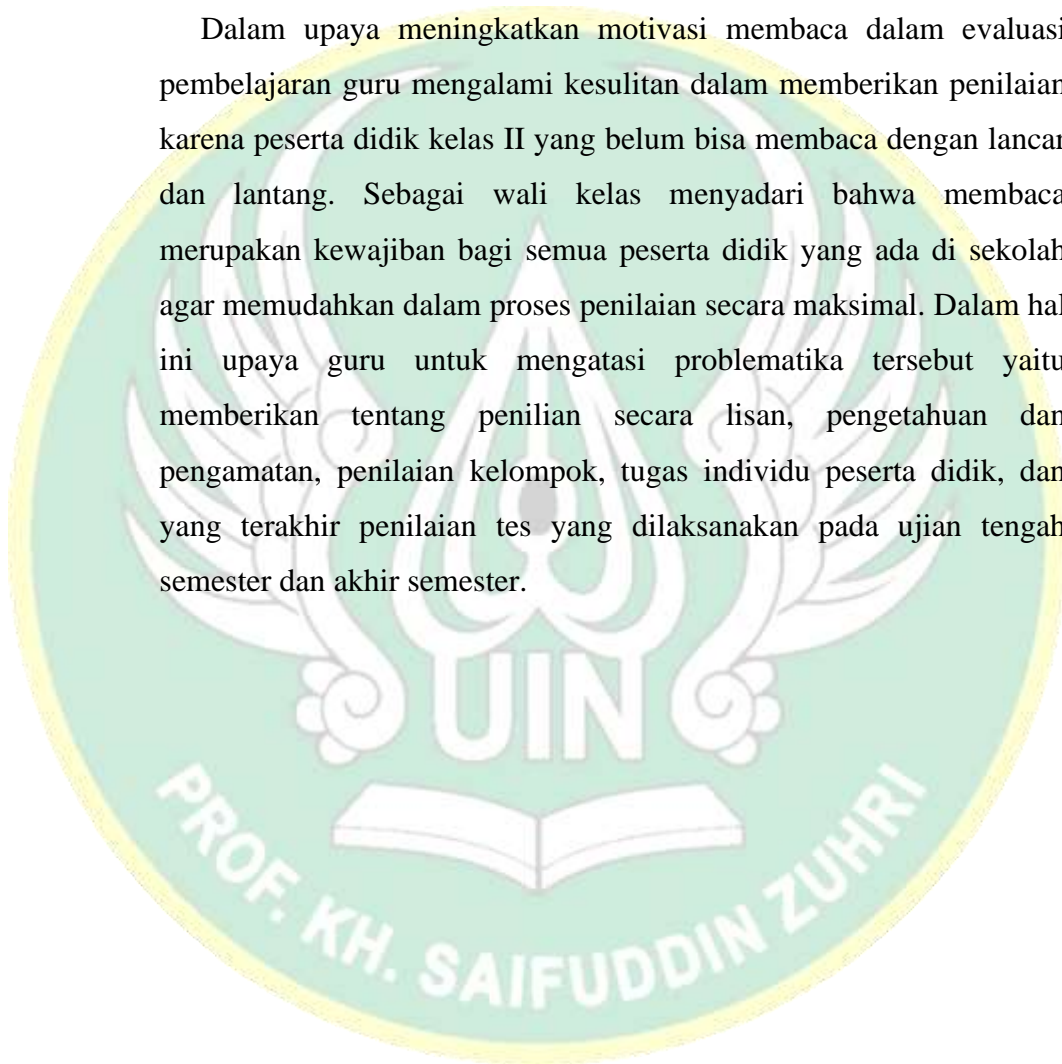 Dalam upaya meningkatkan motivasi membaca dalam evaluasi
pembelajaran guru mengalami kesulitan dalam memberikan penilaian
karena peserta didik kelas II yang belum bisa membaca dengan lancar
dan lantang. Sebagai wali kelas menyadari bahwa membaca
merupakan kewajiban bagi semua peserta didik yang ada di sekolah
agar memudahkan dalam proses penilaian secara maksimal. Dalam hal
ini upaya guru untuk mengatasi problematika tersebut yaitu
memberikan tentang penilian secara lisan, pengetahuan dan
pengamatan, penilaian kelompok, tugas individu peserta didik, dan
yang terakhir penilaian tes yang dilaksanakan pada ujian tengah
semester dan akhir semester.
UIN
PROF. KH. SAIFUDDIN ZUHRI